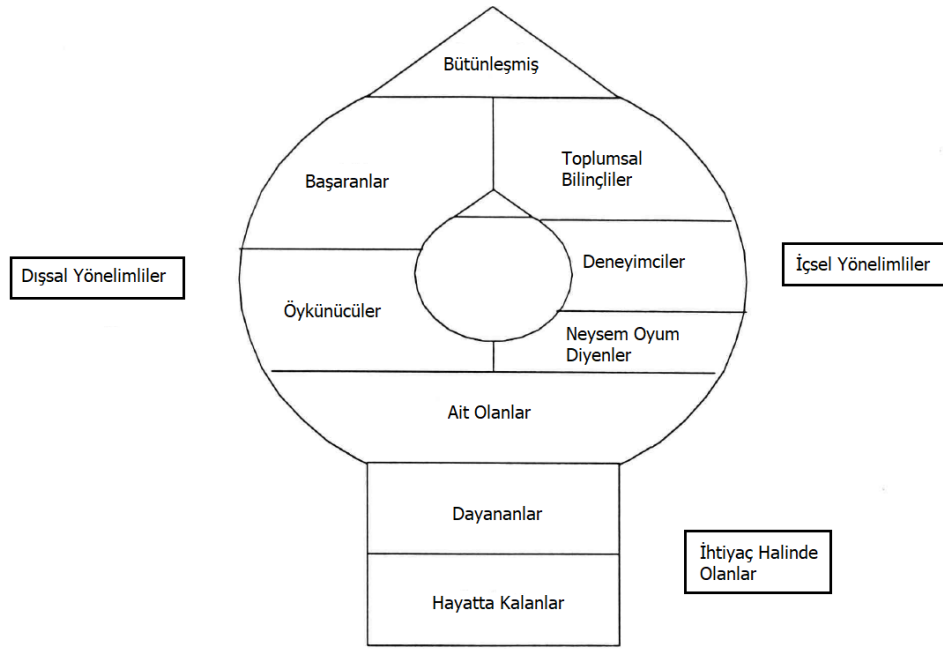 Bütünleşmiş
Başaranlar
Toplumsal
Bilinçliler
Dışsal Yönelimliler
Deneyimciler
İçsel Yönelimliler
Öykünücüler
Neysem Oyum
Diyenler
Ait Olanlar
Dayananlar
İhtiyaç Halinde
Olanlar
Hayatta Kalanlar